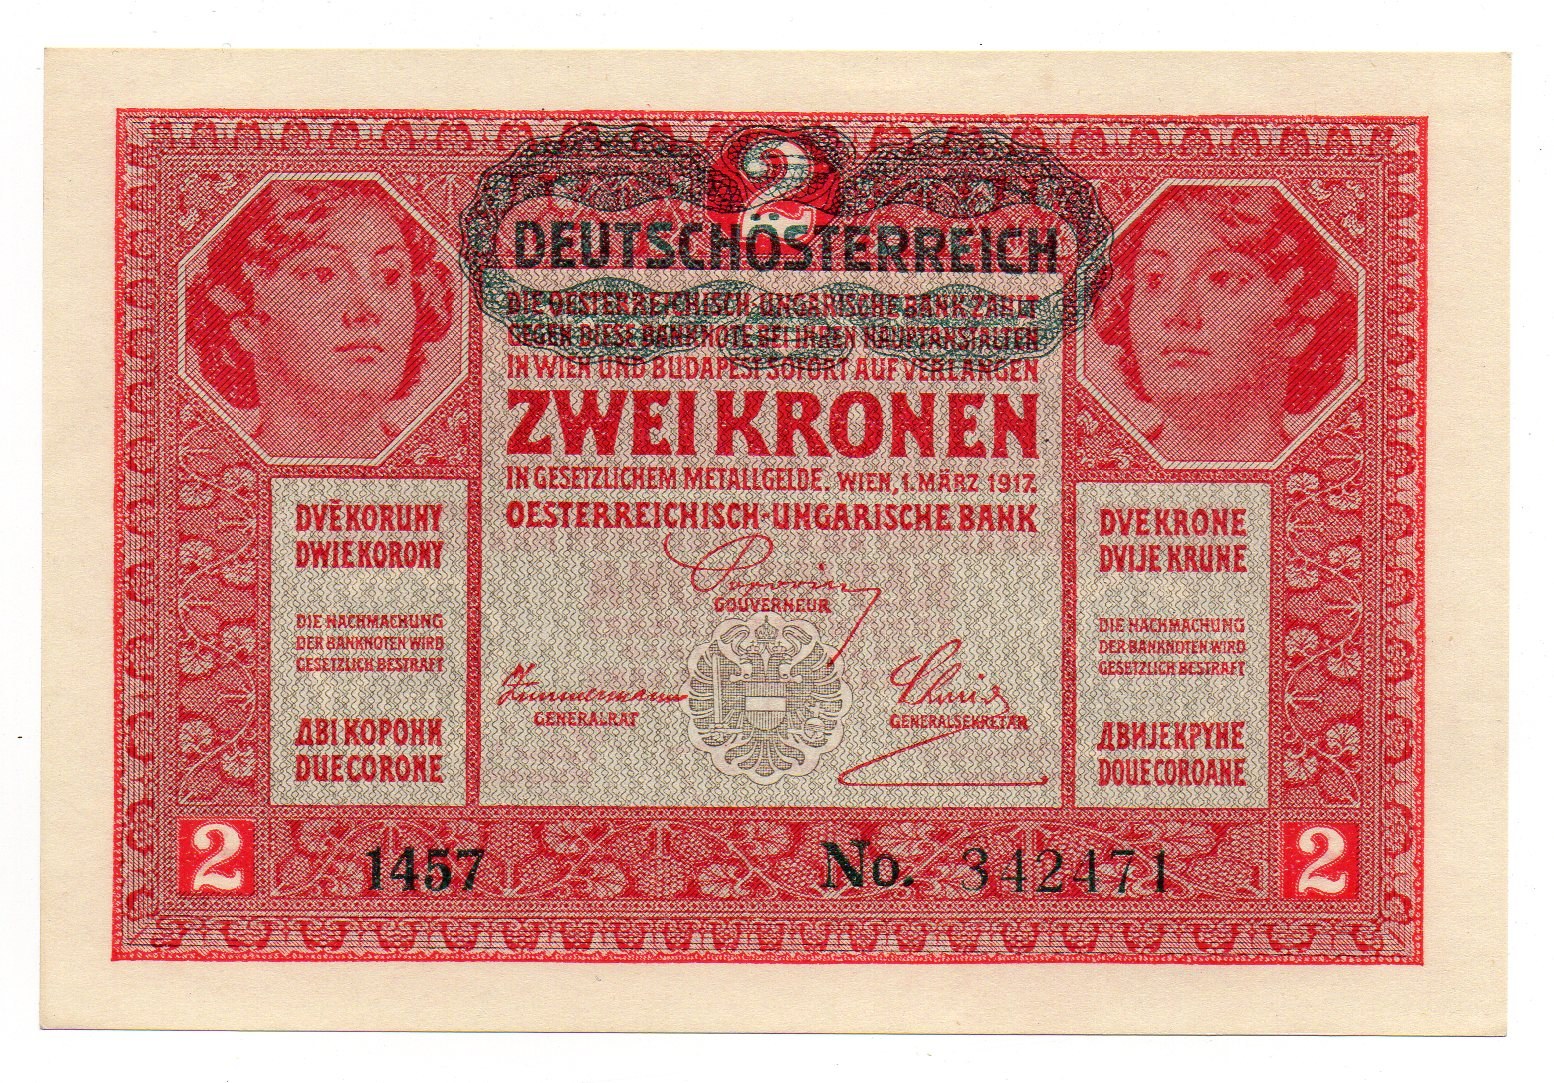 2
DEUTSCHÖSTERREICH
DIE OESTERREICHISCH-UNGARISCHE BANK ZAHLT
GEGEN DIESE BANKNOTE BEI IHREN HAUPTANSTALTEN
IN WIEN UND BUDAPEST SOFORT AUF VERLANGEN
ZWEI KRONEN
IN GESETZLICHEM METALLGELDE. WIEN, 1. MÄRZ 1917.
OESTERREICHISCH-UNGARISCHE BANK
Popovics
GOUVERNEUR
GENERALRAT
GENERALSEKRETÄR
DVĚ KORUNY
DWIE KORONY
DIE NACHMACHUNG
DER BANKNOTEN WIRD
GESETZLICH BESTRAFT
ДВІ КОРОНИ
DUE CORONE
DVE KRONE
DVIJE KRUNE
DIE NACHMACHUNG
DER BANKNOTEN WIRD
GESETZLICH BESTRAFT
ДВИЈЕ КРУНЕ
DOUE COROANE
2
1457
No. 342471
2